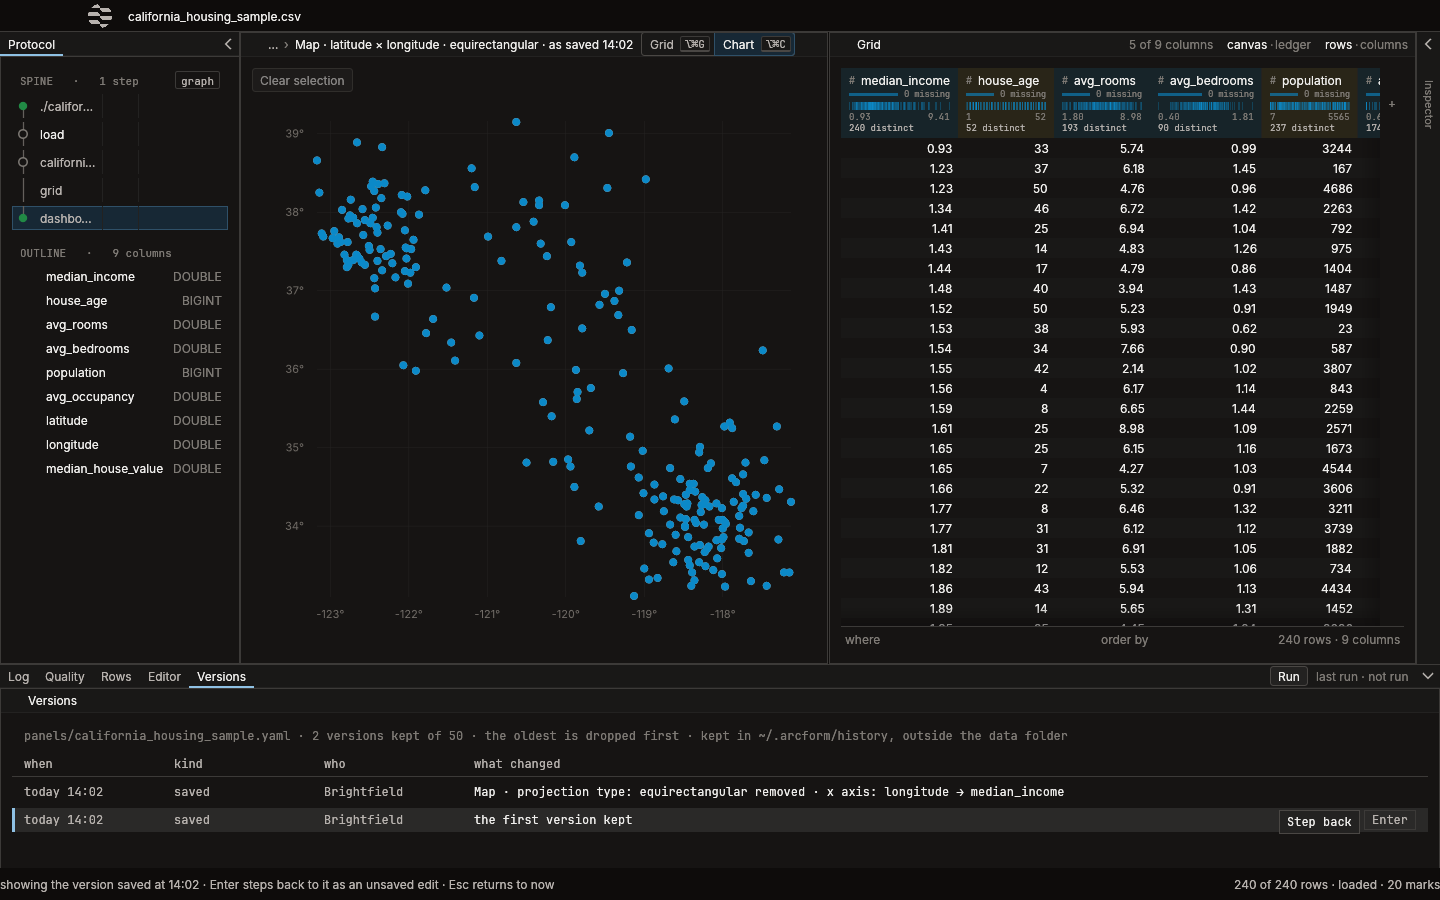 california_housing_sample.csv
Protocol
... › Map · latitude × longitude · equirectangular · as saved 14:02 Grid ⌥⌘G Chart ⌥⌘C
Grid 5 of 9 columns canvas · ledger rows · columns
SPINE · 1 step graph
./califor...
load
californi...
grid
dashbo...
OUTLINE · 9 columns
median_income DOUBLE
house_age BIGINT
avg_rooms DOUBLE
avg_bedrooms DOUBLE
population BIGINT
avg_occupancy DOUBLE
latitude DOUBLE
longitude DOUBLE
median_house_value DOUBLE
Clear selection
39°
38°
37°
36°
35°
34°
-123° -122° -121° -120° -119° -118°
# median_income # house_age # avg_rooms # avg_bedrooms # population #
0 missing 0 missing 0 missing 0 missing 0 missing
0.93 9.41 1 52 1.80 8.98 0.40 1.81 7 5565
240 distinct 52 distinct 193 distinct 90 distinct 237 distinct 174
+
0.93 33 5.74 0.99 3244
1.23 37 6.18 1.45 167
1.23 50 4.76 0.96 4686
1.34 46 6.72 1.42 2263
1.41 25 6.94 1.04 792
1.43 14 4.83 1.26 975
1.44 17 4.79 0.86 1404
1.48 40 3.94 1.43 1487
1.52 50 5.23 0.91 1949
1.53 38 5.93 0.62 23
1.54 34 7.66 0.90 587
1.55 42 2.14 1.02 3807
1.56 4 6.17 1.14 843
1.59 8 6.65 1.44 2259
1.61 25 8.98 1.09 2571
1.65 25 6.15 1.16 1673
1.65 7 4.27 1.03 4544
1.66 22 5.32 0.91 3606
1.77 8 6.46 1.32 3211
1.77 31 6.12 1.12 3739
1.81 31 6.91 1.05 1882
1.82 12 5.53 1.06 734
1.86 43 5.94 1.13 4434
1.89 14 5.65 1.31 1452
where order by 240 rows · 9 columns
Inspector
Log Quality Rows Editor Versions Run last run · not run
Versions
panels/california_housing_sample.yaml · 2 versions kept of 50 · the oldest is dropped first · kept in ~/.arcform/history, outside the data folder
when kind who what changed
today 14:02 saved Brightfield Map · projection type: equirectangular removed · x axis: longitude → median_income
today 14:02 saved Brightfield the first version kept Step back Enter
showing the version saved at 14:02 · Enter steps back to it as an unsaved edit · Esc returns to now 240 of 240 rows · loaded · 20 marks